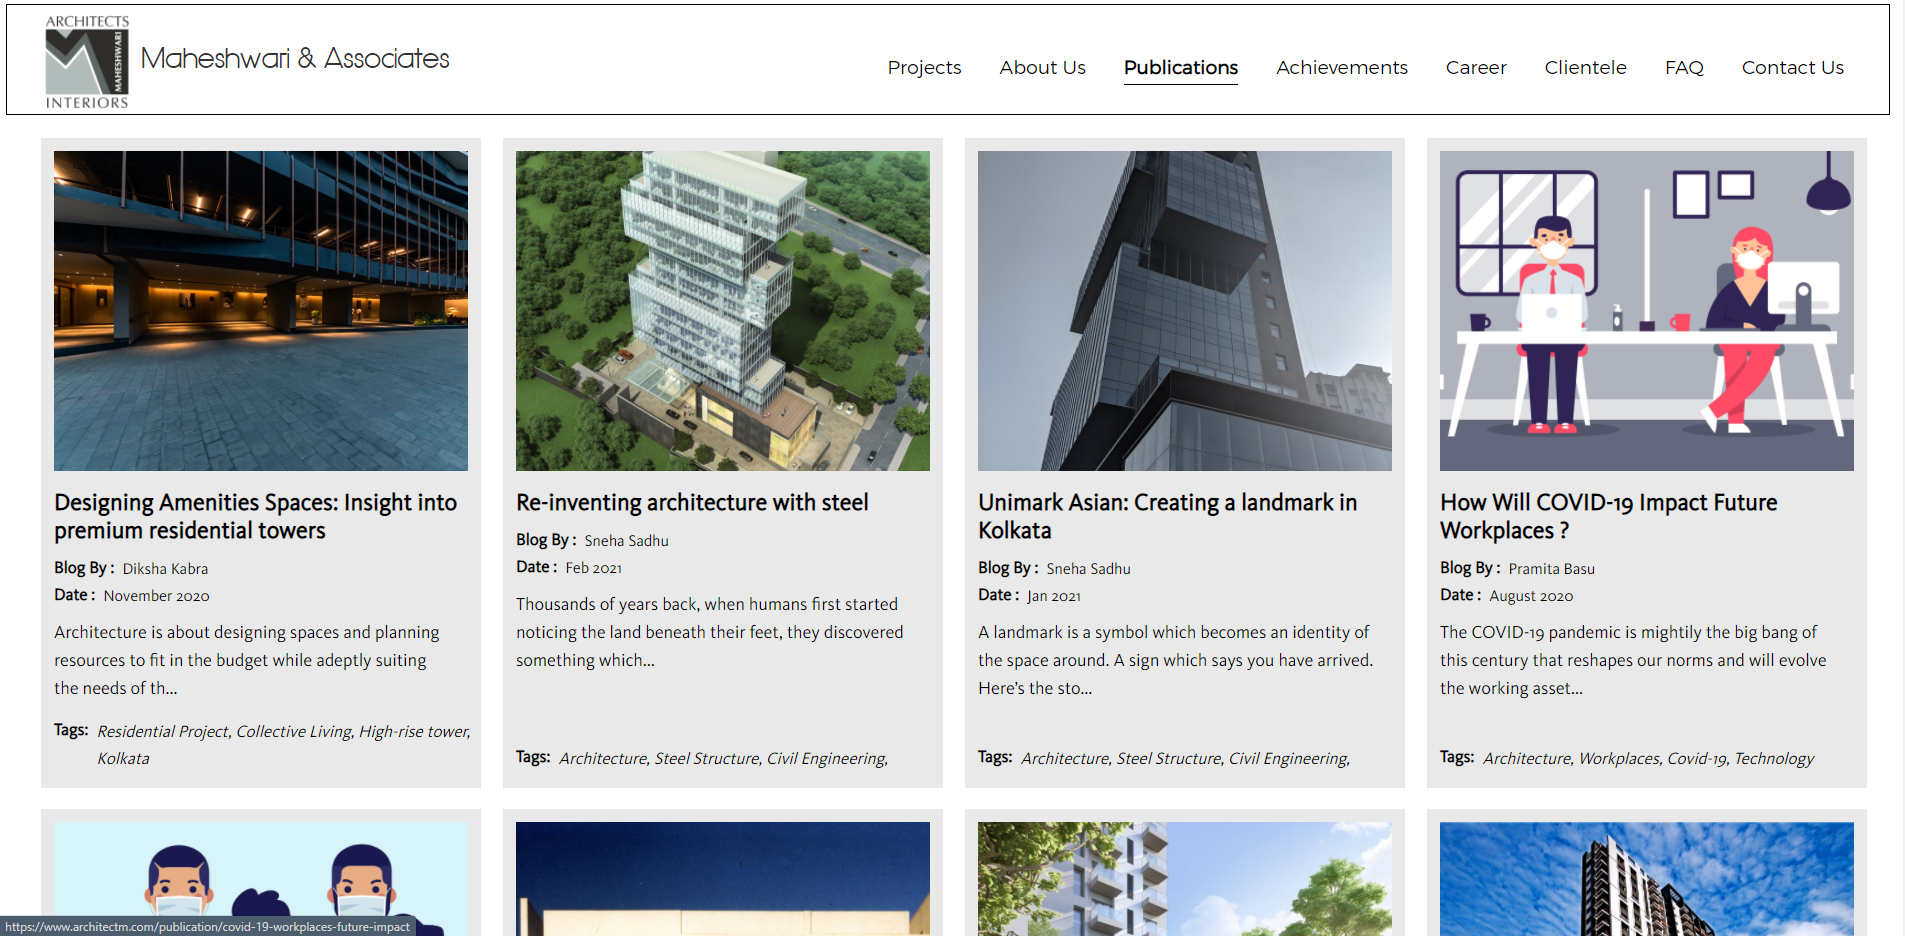 ARCHITECTS
MAHESHWARI
INTERIORS
Maheshwari & Associates
Projects
About Us
Publications
Achievements
Career
Clientele
FAQ
Contact Us
Designing Amenities Spaces: Insight into
premium residential towers
Blog By : Diksha Kabra
Date : November 2020
Architecture is about designing spaces and planning
resources to fit in the budget while adeptly suiting
the needs of th...
Tags: Residential Project, Collective Living, High-rise tower,
Kolkata
Re-inventing architecture with steel
Blog By : Sneha Sadhu
Date : Feb 2021
Thousands of years back, when humans first started
noticing the land beneath their feet, they discovered
something which...
Tags: Architecture, Steel Structure, Civil Engineering,
Unimark Asian: Creating a landmark in
Kolkata
Blog By : Sneha Sadhu
Date : Jan 2021
A landmark is a symbol which becomes an identity of
the space around. A sign which says you have arrived.
Here’s the sto...
Tags: Architecture, Steel Structure, Civil Engineering,
How Will COVID-19 Impact Future
Workplaces ?
Blog By : Pramita Basu
Date : August 2020
The COVID-19 pandemic is mightily the big bang of
this century that reshapes our norms and will evolve
the working asset...
Tags: Architecture, Workplaces, Covid-19, Technology
https://www.architectm.com/publication/covid-19-workplaces-future-impact